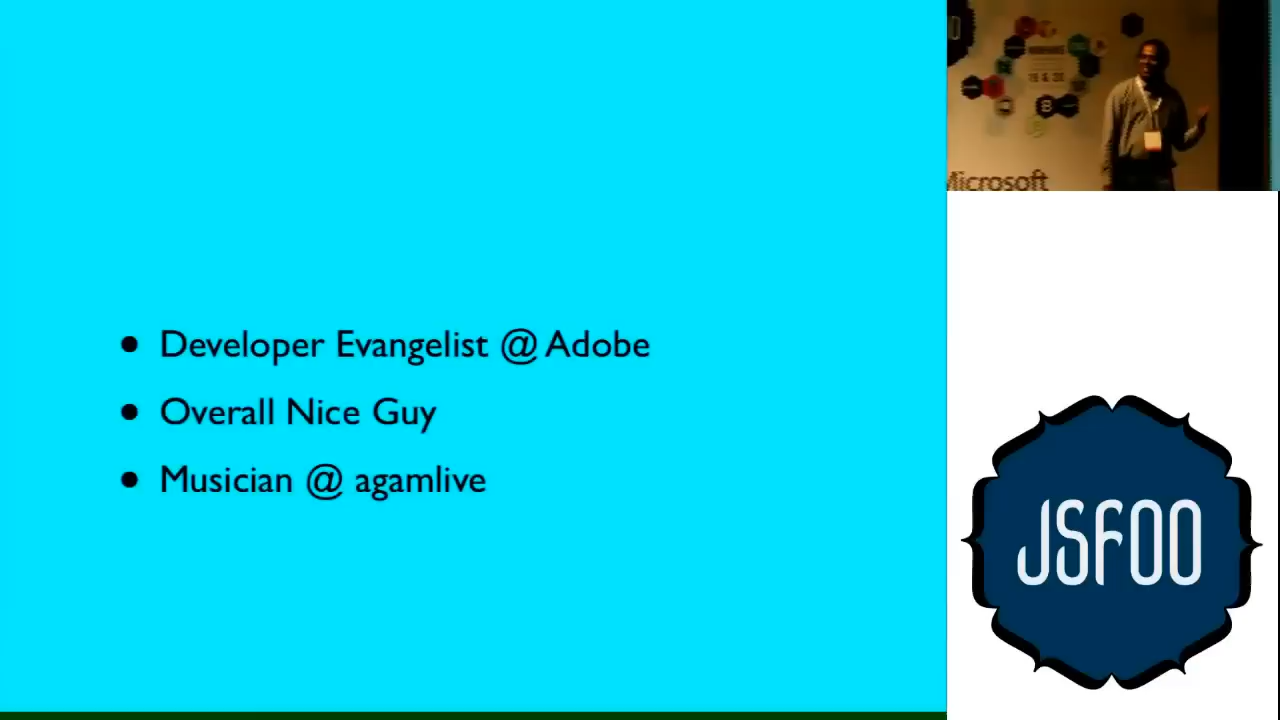 • Developer Evangelist @ Adobe
• Overall Nice Guy
• Musician @ agamlive
Microsoft
JSFOO